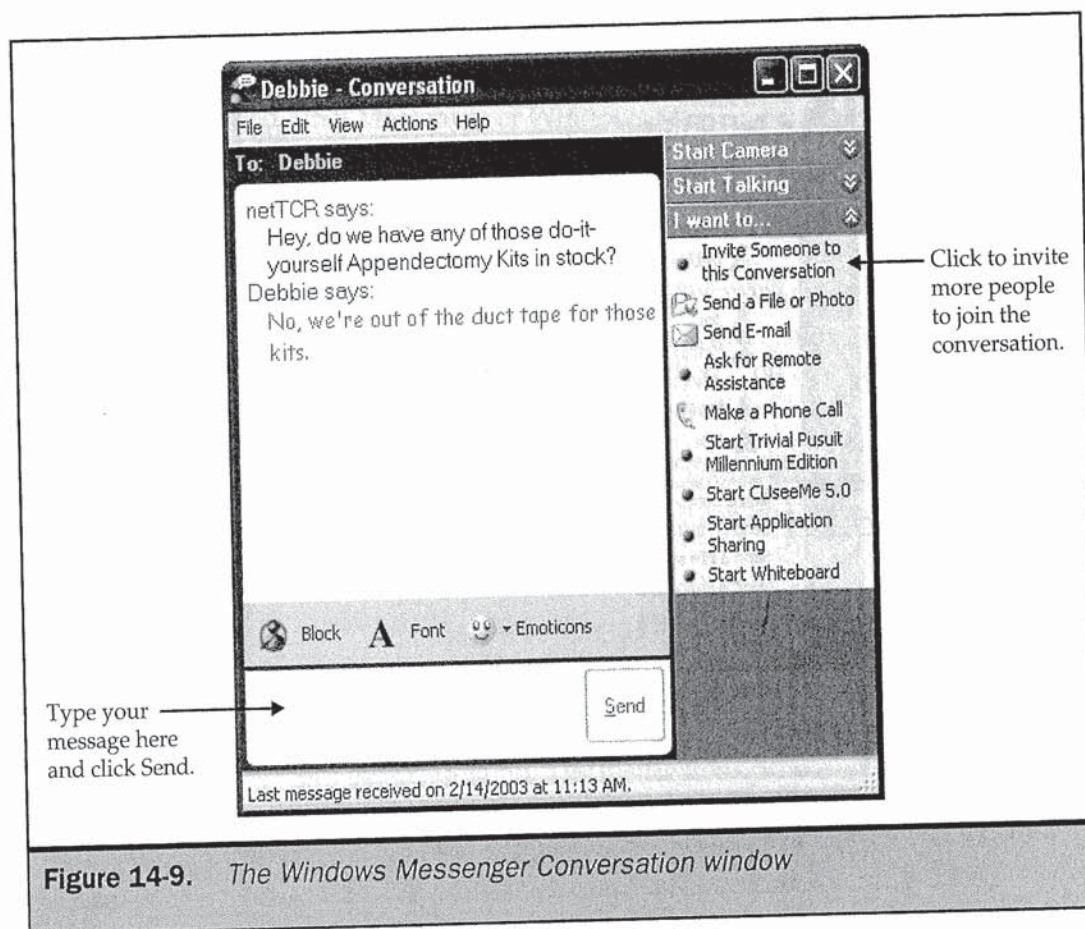 Debbie - Conversation
File Edit View Actions Help
To: Debbie
netTCR says:
Hey, do we have any of those do-it-
yourself Appendectomy Kits in stock?
Debbie says:
No, we're out of the duct tape for those
kits.
Block A Font Emoticons
Send
Last message received on 2/14/2003 at 11:13 AM.
Start Camera
Start Talking
I want to...
Invite Someone to
this Conversation
Send a File or Photo
Send E-mail
Ask for Remote
Assistance
Make a Phone Call
Start Trivial Pusuit
Millennium Edition
Start CUseeMe 5.0
Start Application
Sharing
Start Whiteboard
Click to invite
more people
to join the
conversation.
Type your
message here
and click Send.
Figure 14-9. The Windows Messenger Conversation window